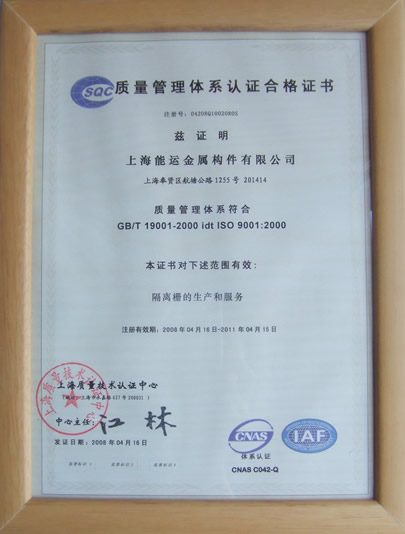 SQC 质量管理体系认证合格证书
注册号: 04208Q10020R0S
兹证明
上海能运金属构件有限公司
上海奉贤区航塘公路1255号 201414
质量管理体系符合
GB/T 19001-2000 idt ISO 9001:2000
本证书对下述范围有效:
隔离栅的生产和服务
注册有效期: 2008年04月16日-2011年04月15日
上海质量技术认证中心
中心主任: 江林
发证日期: 2008年04月16日
CNAS
IAF
体系认证
CNAS C042-Q